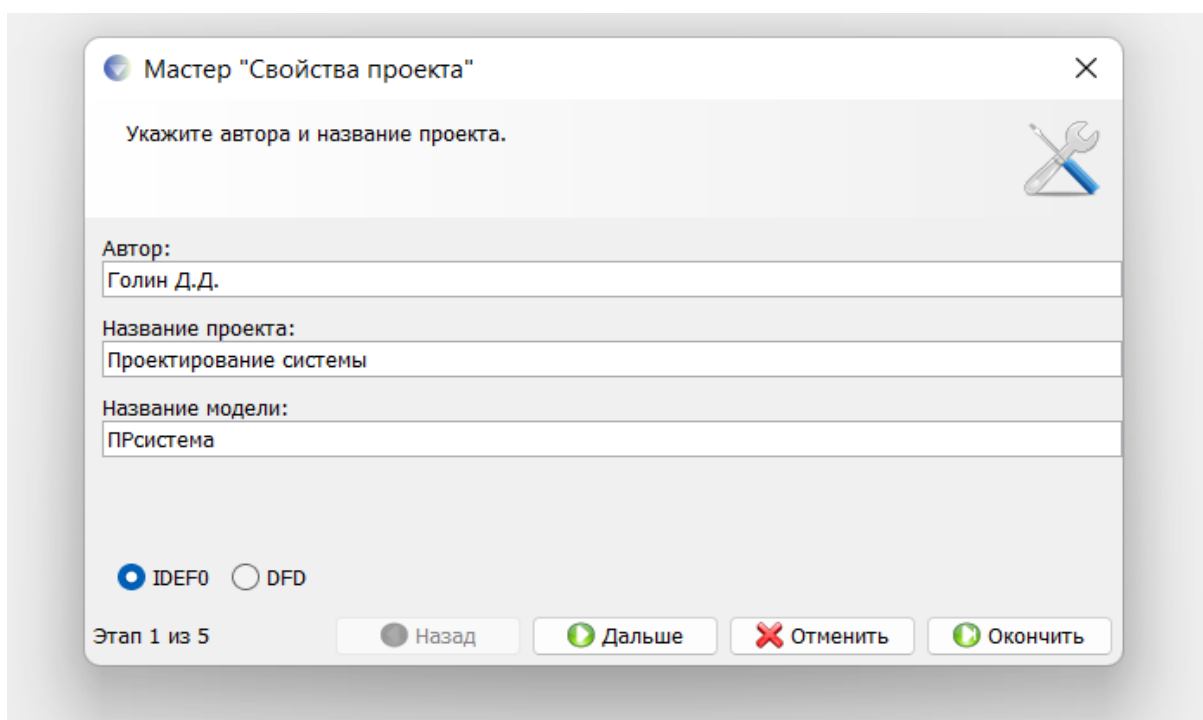 Мастер "Свойства проекта"
Укажите автора и название проекта.
Автор:
Голин Д.Д.
Название проекта:
Проектирование системы
Название модели:
ПРсистема
IDEF0 DFD
Этап 1 из 5 Назад Дальше Отменить Окончить